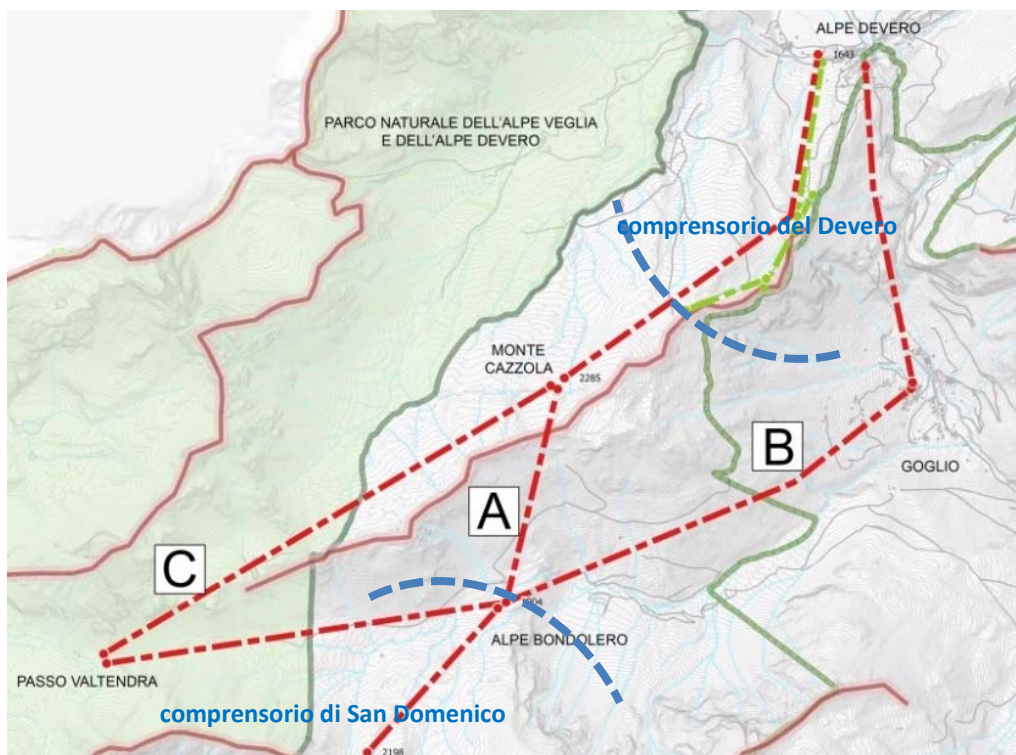 ALPE DEVERO
1643
PARCO NATURALE DELL'ALPE VEGLIA
E DELL'ALPE DEVERO
comprensorio del Devero
MONTE
CAZZOLA
2285
B
GOGLIO
A
C
1904
ALPE BONDOLERO
PASSO VALTENDRA
comprensorio di San Domenico
2198